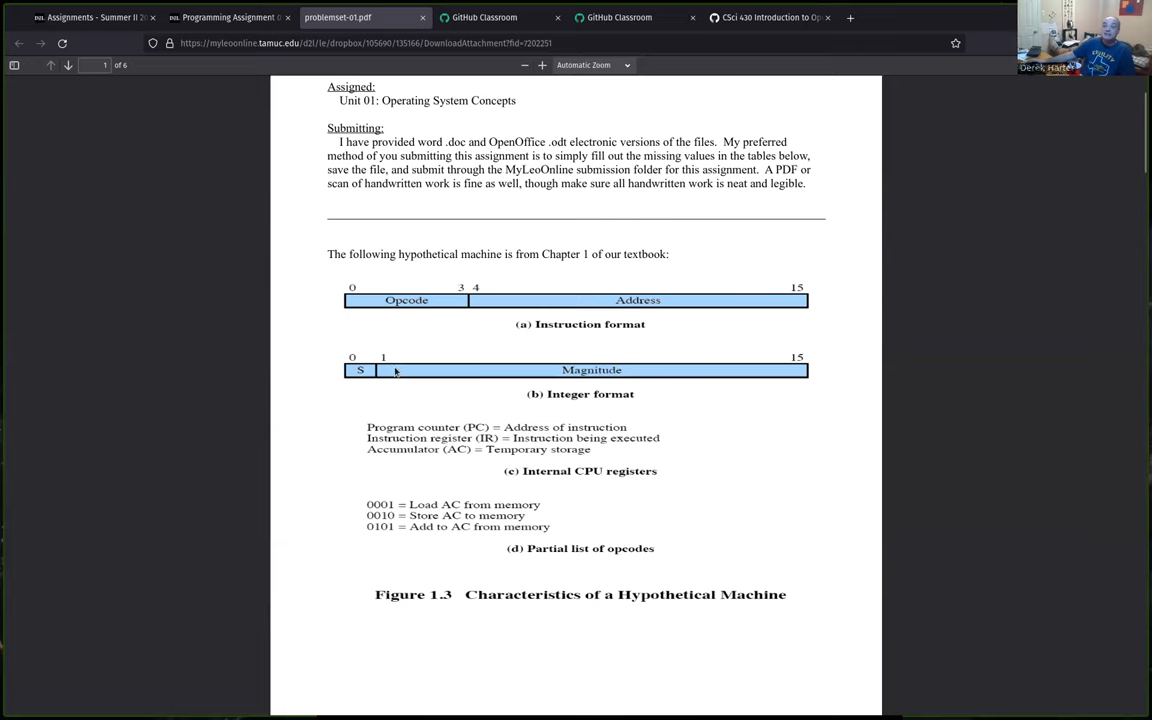 Assignments - Summer II 20
Programming Assignment 0
problemset-01.pdf
GitHub Classroom
GitHub Classroom
CSci 430 Introduction to Op
https://myleoonline.tamuc.edu/d2l/le/dropbox/105690/135166/DownloadAttachment?fid=7202251
1 of 6
Automatic Zoom
Derek Harter
Assigned:
Unit 01: Operating System Concepts
Submitting:
I have provided word .doc and OpenOffice .odt electronic versions of the files. My preferred
method of you submitting this assignment is to simply fill out the missing values in the tables below,
save the file, and submit through the MyLeoOnline submission folder for this assignment. A PDF or
scan of handwritten work is fine as well, though make sure all handwritten work is neat and legible.
The following hypothetical machine is from Chapter 1 of our textbook:
0 3 4 15
Opcode Address
(a) Instruction format
0 1 15
S Magnitude
(b) Integer format
Program counter (PC) = Address of instruction
Instruction register (IR) = Instruction being executed
Accumulator (AC) = Temporary storage
(c) Internal CPU registers
0001 = Load AC from memory
0010 = Store AC to memory
0101 = Add to AC from memory
(d) Partial list of opcodes
Figure 1.3 Characteristics of a Hypothetical Machine